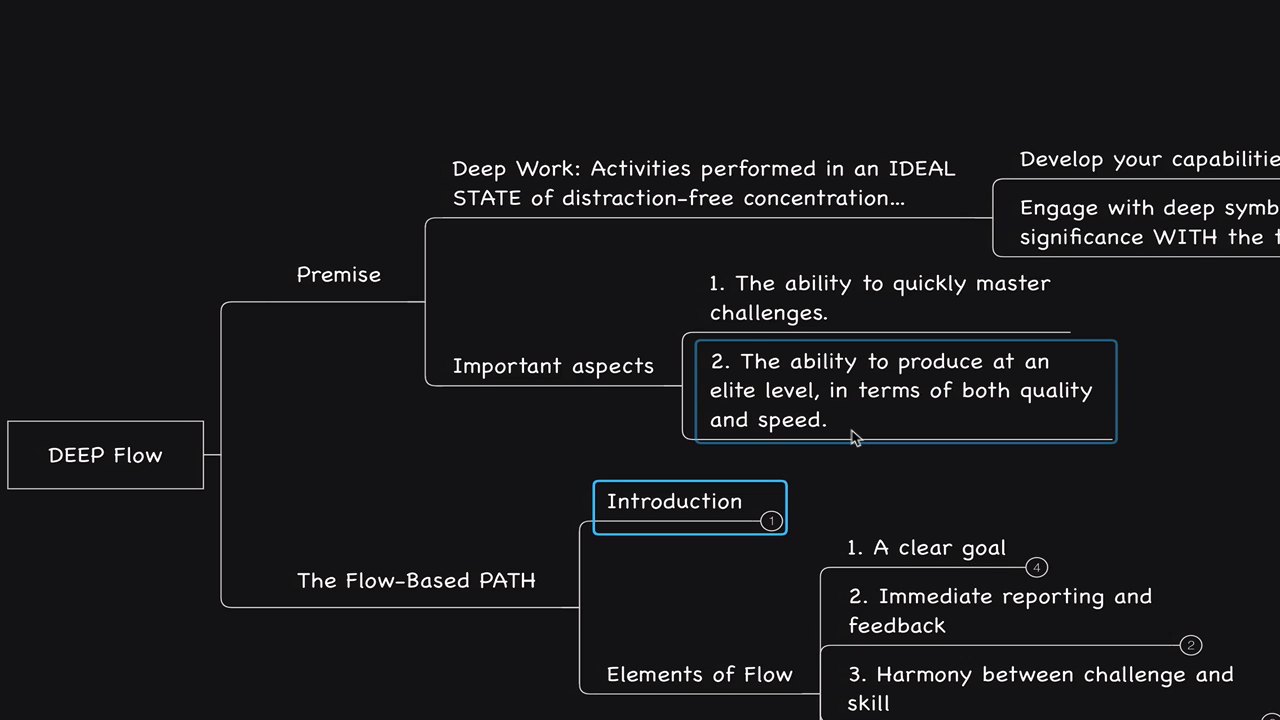 Deep Work: Activities performed in an IDEAL
STATE of distraction-free concentration...
Develop your
Engage with deep
significance WITH the
Premise
1. The ability to quickly master
challenges.
Important aspects
2. The ability to produce at an
elite level, in terms of both quality
and speed.
DEEP Flow
Introduction
1
The Flow-Based PATH
1. A clear goal
4
2. Immediate reporting and
feedback
2
Elements of Flow
3. Harmony between challenge and
skill